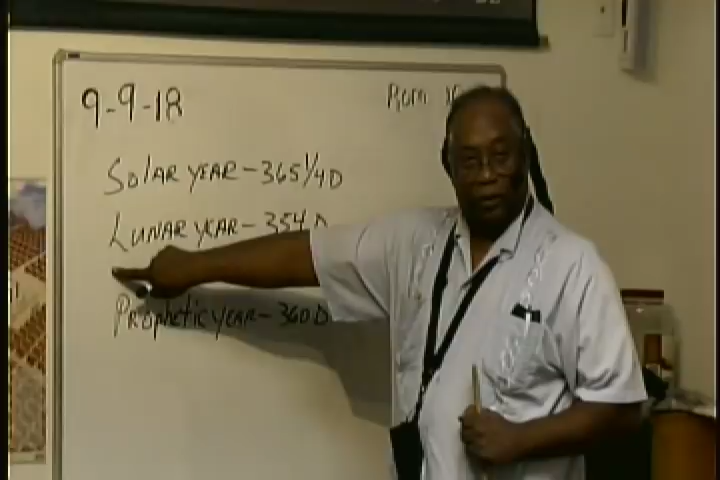 9-9-18
Rom
Solar year - 365 1/4 D
Lunar year - 354 D
Prophetic year - 360 D